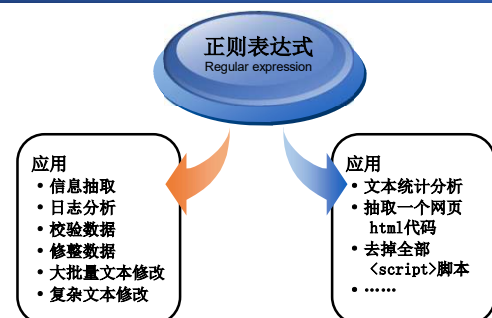 正则表达式
Regular expression
应用
• 信息抽取
• 日志分析
• 校验数据
• 修整数据
• 大批量文本修改
• 复杂文本修改
应用
• 文本统计分析
• 抽取一个网页
html代码
• 去掉全部
<script>脚本
• ……